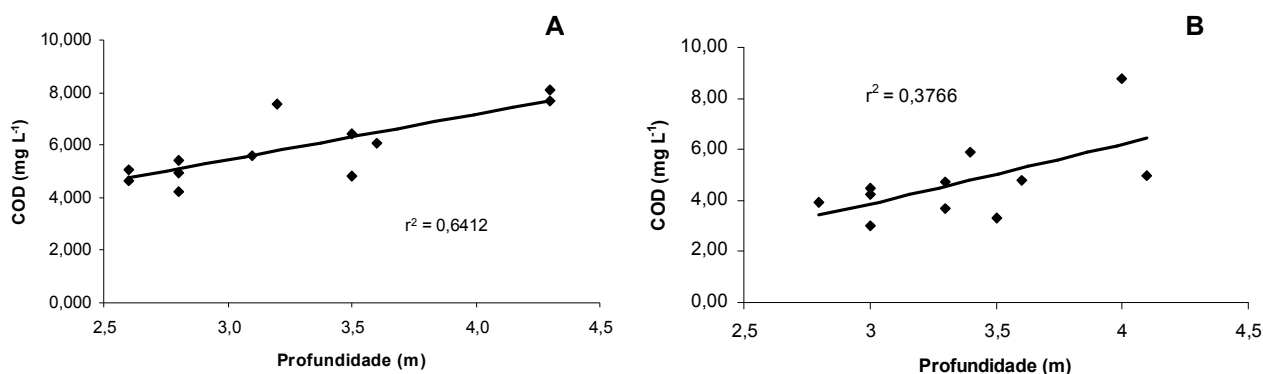 A
10,000
8,000
6,000
4,000
2,000
0,000
COD (mg L-1)
r2 = 0,6412
2,5 3,0 3,5 4,0 4,5
Profundidade (m)
B
10,00
8,00
6,00
4,00
2,00
0,00
COD (mg L-1)
r2 = 0,3766
2,5 3 3,5 4 4,5
Profundidade (m)